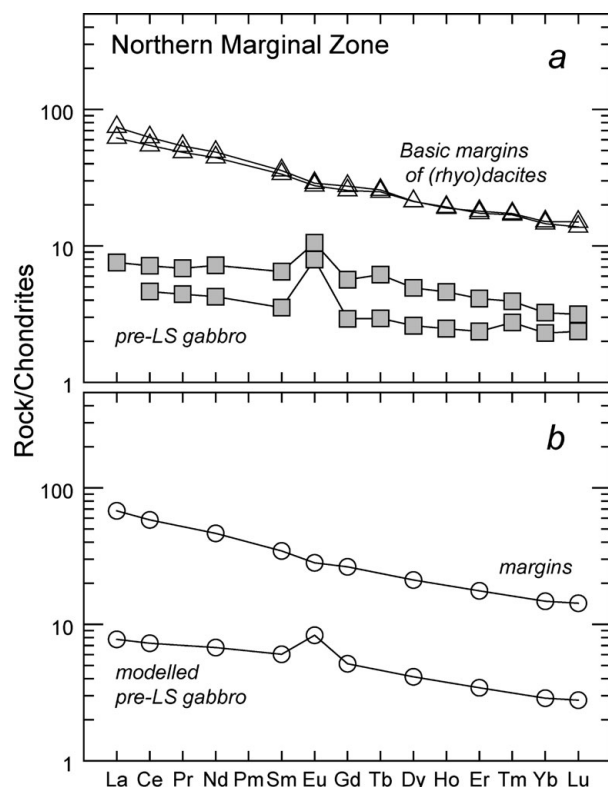 Northern Marginal Zone
a
100
Basic margins
of (rhyo)dacites
10
pre-LS gabbro
1
Rock/Chondrites
b
100
margins
10
modelled
pre-LS gabbro
1
La Ce Pr Nd Pm Sm Eu Gd Tb Dy Ho Er Tm Yb Lu